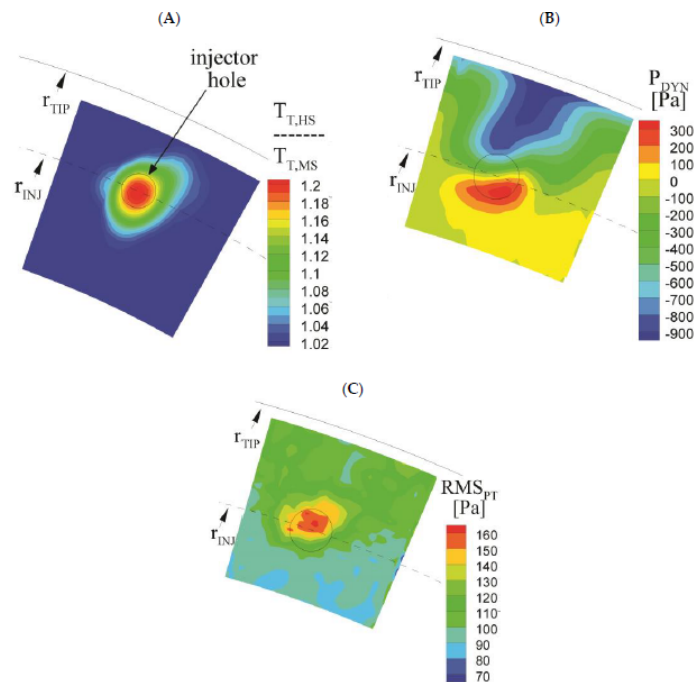 (A)
injector
hole
r_TIP
r_INJ
T_T,HS
T_T,MS
1.2
1.18
1.16
1.14
1.12
1.1
1.08
1.06
1.04
1.02
(B)
r_TIP
r_INJ
P_DYN
[Pa]
300
200
100
0
-100
-200
-300
-400
-500
-600
-700
-800
-900
(C)
r_TIP
r_INJ
RMS_PT
[Pa]
160
150
140
130
120
110
100
90
80
70